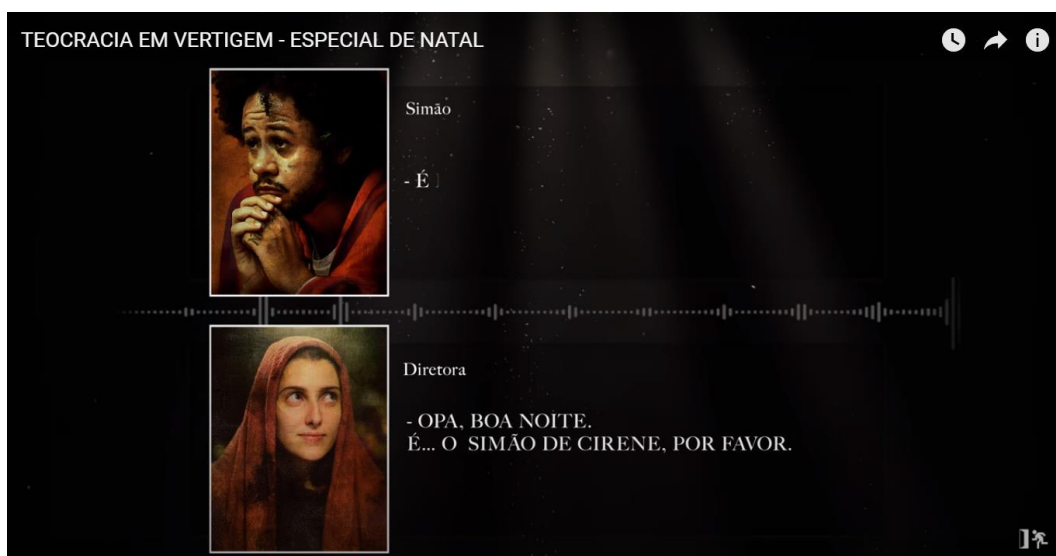 TEOCRACIA EM VERTIGEM - ESPECIAL DE NATAL
Simão
- É
Diretora
- OPA, BOA NOITE.
É... O SIMÃO DE CIRENE, POR FAVOR.